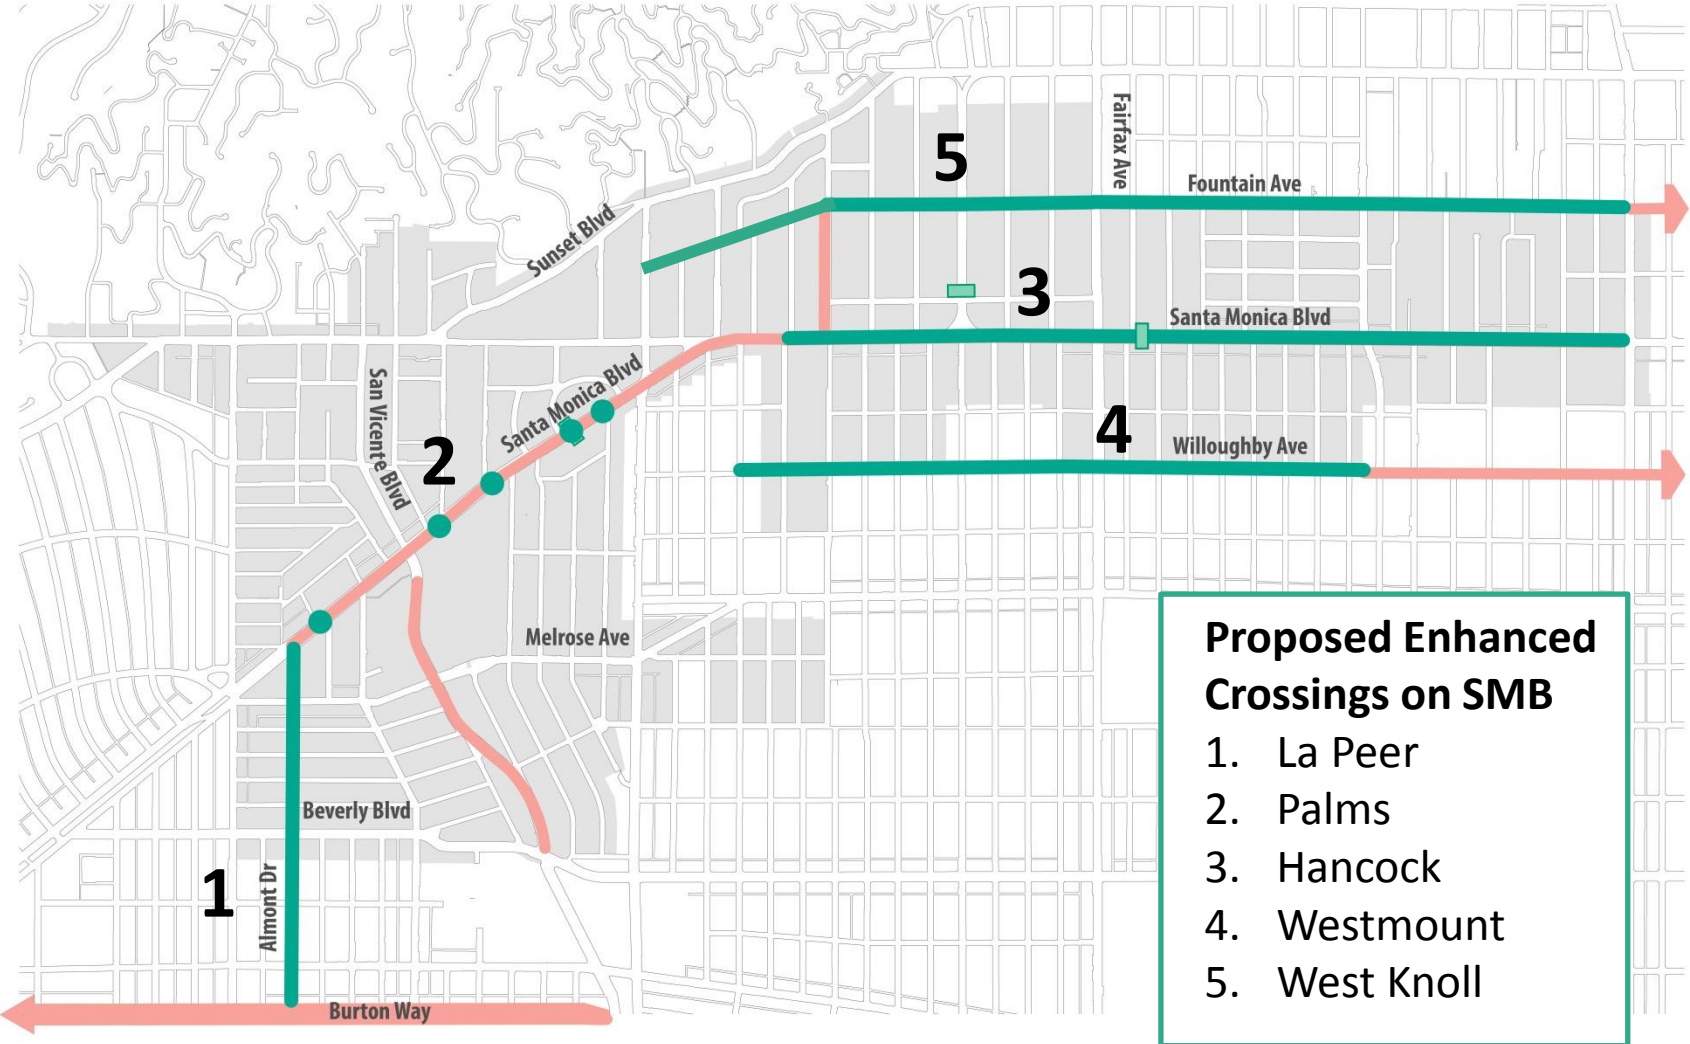 5
Fairfax Ave
Fountain Ave
Sunset Blvd
3
Santa Monica Blvd
San Vicente Blvd
Santa Monica Blvd
2
4
Willoughby Ave
Melrose Ave
Beverly Blvd
1
Almont Dr
Burton Way
Proposed Enhanced
Crossings on SMB
1. La Peer
2. Palms
3. Hancock
4. Westmount
5. West Knoll